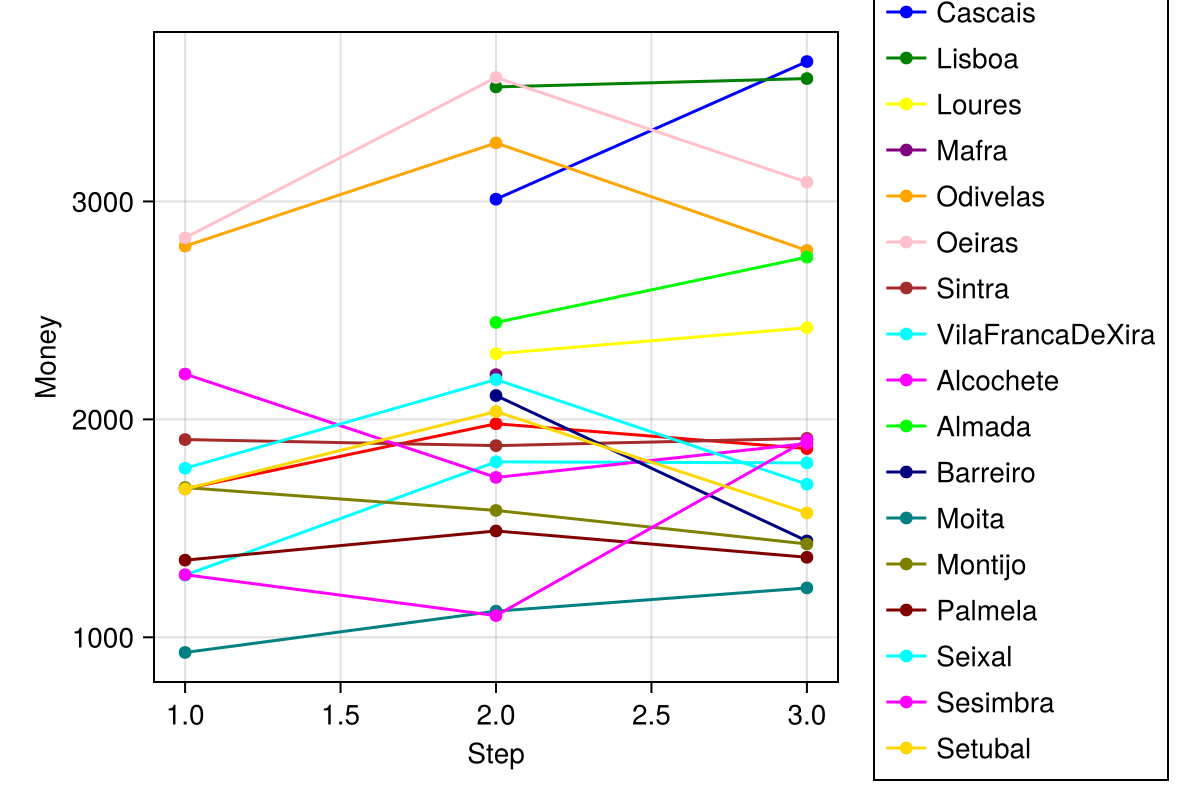 Cascais
Lisboa
Loures
Mafra
Odivelas
Oeiras
Sintra
VilaFrancaDeXira
Alcochete
Almada
Barreiro
Moita
Montijo
Palmela
Seixal
Sesimbra
Setubal
Money
3000
2000
1000
1.0 1.5 2.0 2.5 3.0
Step